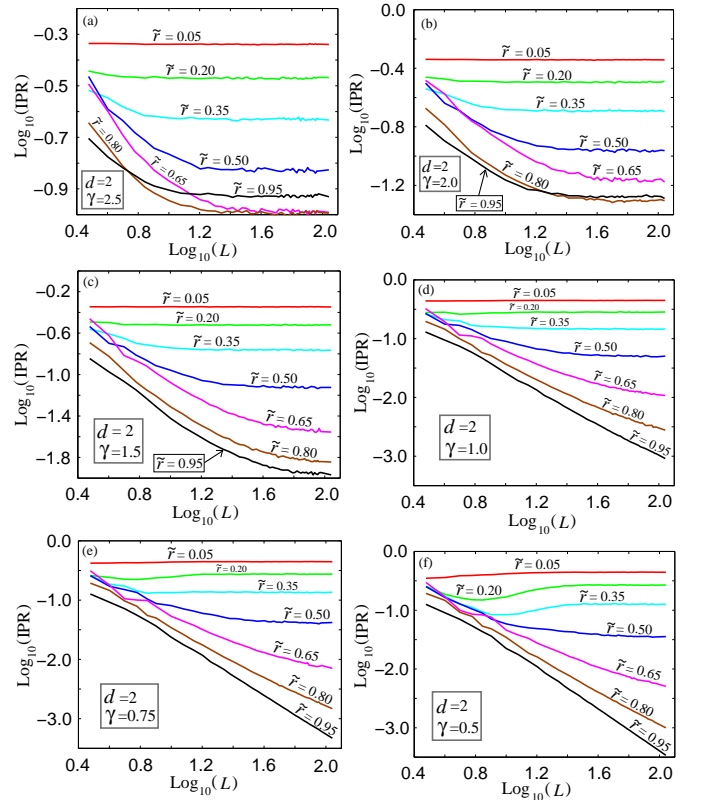 (a)
−0.3
−0.5
−0.7
−0.9
Log10(IPR)
r̃ = 0.05
r̃ = 0.20
r̃ = 0.35
r̃ = 0.50
r̃ = 0.65
r̃ = 0.80
r̃ = 0.95
d=2
γ=2.5
0.4 0.8 1.2 1.6 2.0
Log10(L)
(b)
0.0
−0.4
−0.8
−1.2
Log10(IPR)
r̃ = 0.05
r̃ = 0.20
r̃ = 0.35
r̃ = 0.50
r̃ = 0.65
r̃ = 0.80
r̃ = 0.95
d=2
γ=2.0
0.4 0.8 1.2 1.6 2.0
Log10(L)
(c)
−0.2
−0.6
−1.0
−1.4
−1.8
Log10(IPR)
r̃ = 0.05
r̃ = 0.20
r̃ = 0.35
r̃ = 0.50
r̃ = 0.65
r̃ = 0.80
r̃ = 0.95
d = 2
γ=1.5
0.4 0.8 1.2 1.6 2.0
Log10(L)
(d)
0.0
−1.0
−2.0
−3.0
Log10(IPR)
r̃ = 0.05
r̃ = 0.20
r̃ = 0.35
r̃ = 0.50
r̃ = 0.65
r̃ = 0.80
r̃ = 0.95
d = 2
γ=1.0
0.4 0.8 1.2 1.6 2.0
Log10(L)
(e)
0.0
−1.0
−2.0
−3.0
Log10(IPR)
r̃ = 0.05
r̃ = 0.20
r̃ = 0.35
r̃ = 0.50
r̃ = 0.65
r̃ = 0.80
r̃ = 0.95
d =2
γ=0.75
0.4 0.8 1.2 1.6 2.0
Log10(L)
(f)
0.0
−1.0
−2.0
−3.0
Log10(IPR)
r̃ = 0.05
r̃ = 0.20
r̃ = 0.35
r̃ = 0.50
r̃ = 0.65
r̃ = 0.80
r̃ = 0.95
d =2
γ=0.5
0.4 0.8 1.2 1.6 2.0
Log10(L)